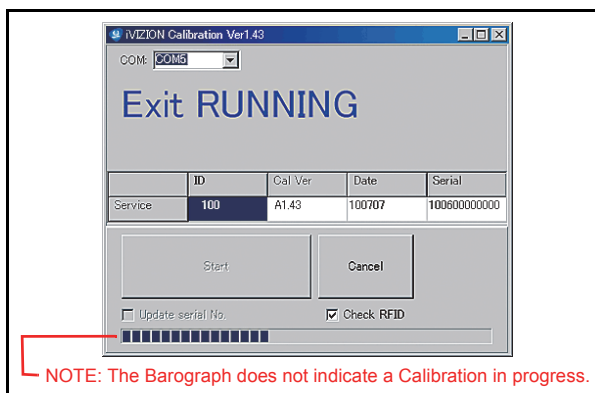 iVIZION Calibration Ver1.43
COM: COM5
Exit RUNNING
ID Cal Ver Date Serial
Service 100 A1.43 100707 100600000000
Start Cancel
Update serial No. Check RFID
NOTE: The Barograph does not indicate a Calibration in progress.